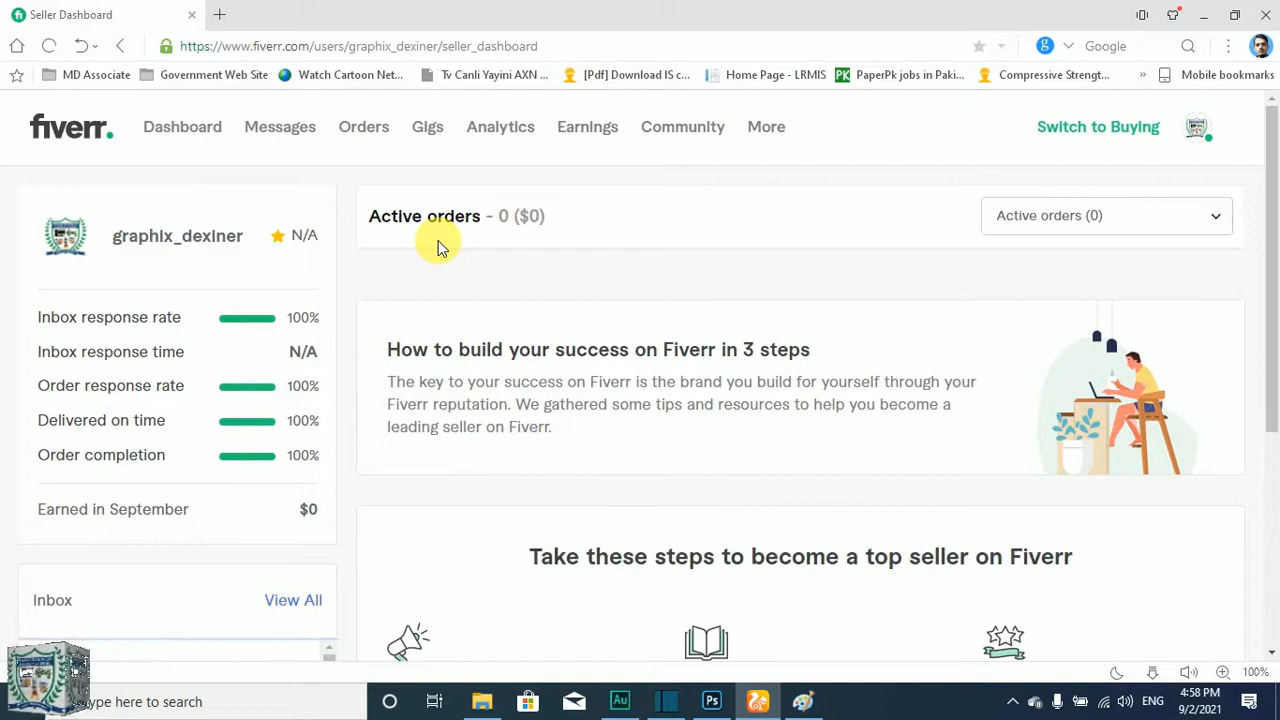 Seller Dashboard
https://www.fiverr.com/users/graphix_dexiner/seller_dashboard
Google
MD Associate
Government Web Site
Watch Cartoon Net...
Tv Canli Yayini AXN ...
[Pdf] Download IS c...
Home Page - LRMIS
PaperPk jobs in Paki...
Compressive Strengt...
Mobile bookmarks
fiverr.
Dashboard
Messages
Orders
Gigs
Analytics
Earnings
Community
More
Switch to Buying
graphix_dexiner
N/A
Inbox response rate 100%
Inbox response time N/A
Order response rate 100%
Delivered on time 100%
Order completion 100%
Earned in September $0
Inbox View All
Active orders - 0 ($0)
Active orders (0)
How to build your success on Fiverr in 3 steps
The key to your success on Fiverr is the brand you build for yourself through your
Fiverr reputation. We gathered some tips and resources to help you become a
leading seller on Fiverr.
Take these steps to become a top seller on Fiverr
100%
ype here to search
Au
Ps
ENG
4:58 PM
9/2/2021